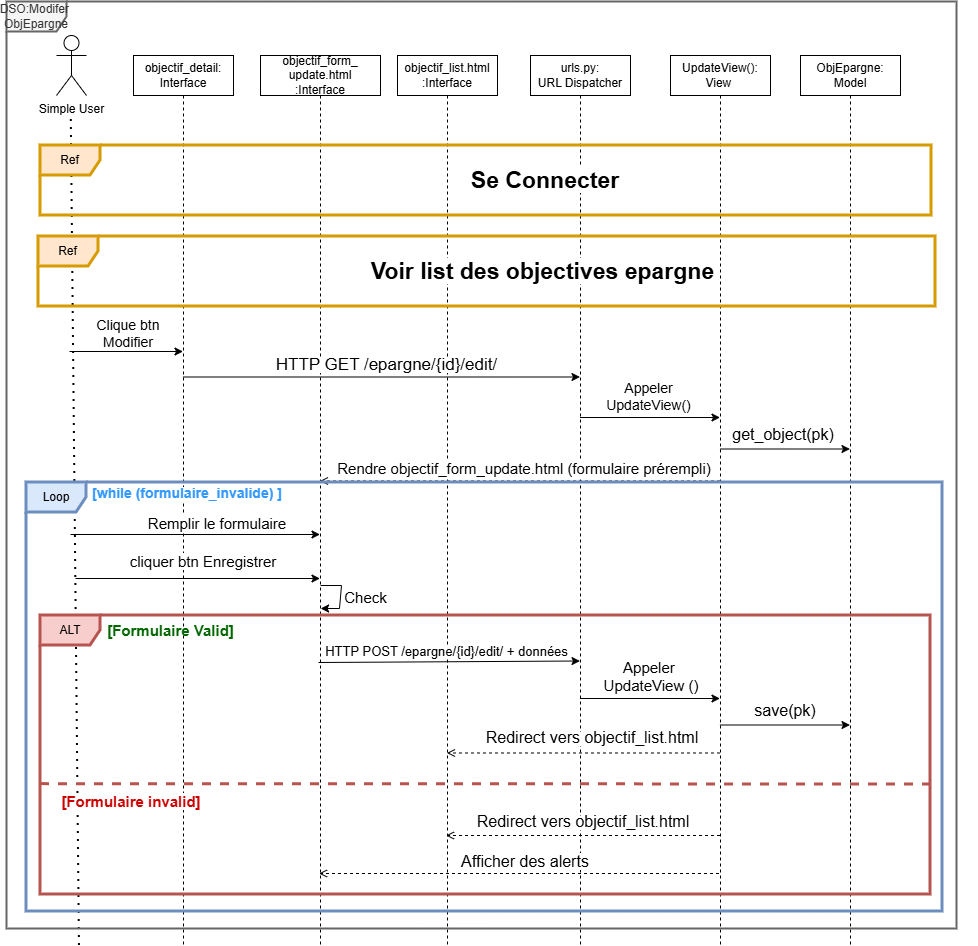 DSO:Modifer
ObjEpargne
Simple User
objectif_detail:
Interface
objectif_form_
update.html
:Interface
objectif_list.html
:Interface
urls.py:
URL Dispatcher
UpdateView():
View
ObjEpargne:
Model
Ref
Se Connecter
Ref
Voir list des objectives epargne
Clique btn
Modifier
HTTP GET /epargne/{id}/edit/
Appeler
UpdateView()
get_object(pk)
Rendre objectif_form_update.html (formulaire prérempli)
Loop
[while (formulaire_invalide) ]
Remplir le formulaire
cliquer btn Enregistrer
Check
ALT
[Formulaire Valid]
HTTP POST /epargne/{id}/edit/ + données
Appeler
UpdateView ()
save(pk)
Redirect vers objectif_list.html
[Formulaire invalid]
Redirect vers objectif_list.html
Afficher des alerts